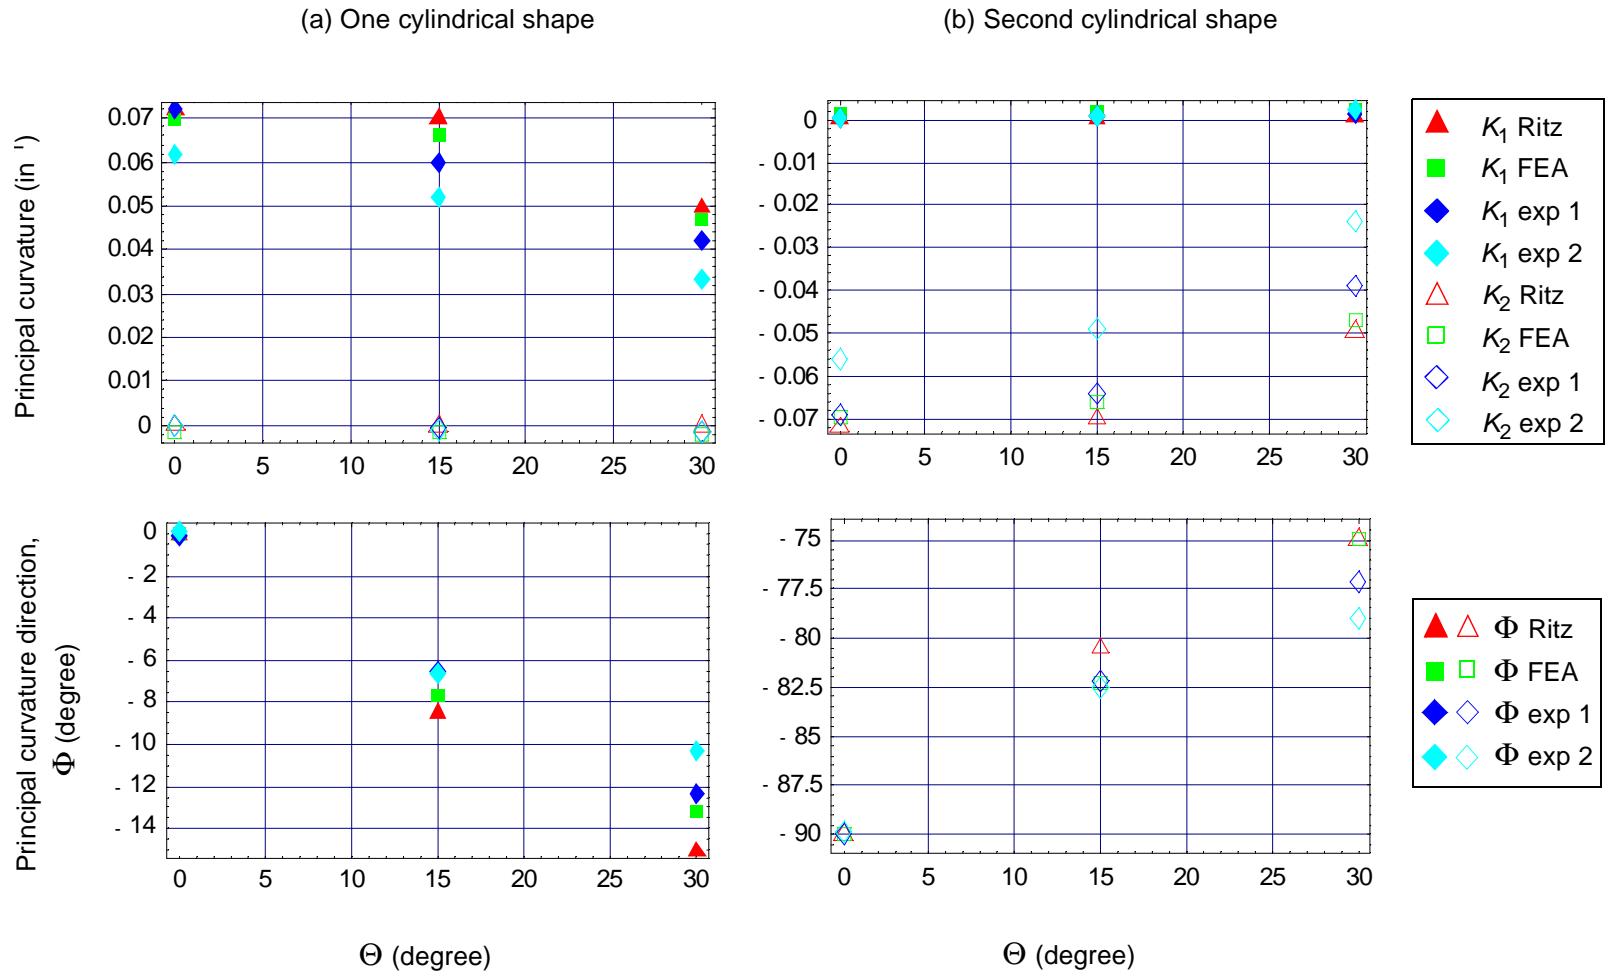 (a) One cylindrical shape
(b) Second cylindrical shape
Principal curvature (in ')
0.07
0.06
0.05
0.04
0.03
0.02
0.01
0
0 5 10 15 20 25 30
0
- 0.01
- 0.02
- 0.03
- 0.04
- 0.05
- 0.06
- 0.07
0 5 10 15 20 25 30
K1 Ritz
K1 FEA
K1 exp 1
K1 exp 2
K2 Ritz
K2 FEA
K2 exp 1
K2 exp 2
Principal curvature direction,
Φ (degree)
0
- 2
- 4
- 6
- 8
- 10
- 12
- 14
0 5 10 15 20 25 30
Θ (degree)
- 75
- 77.5
- 80
- 82.5
- 85
- 87.5
- 90
0 5 10 15 20 25 30
Θ (degree)
Φ Ritz
Φ FEA
Φ exp 1
Φ exp 2